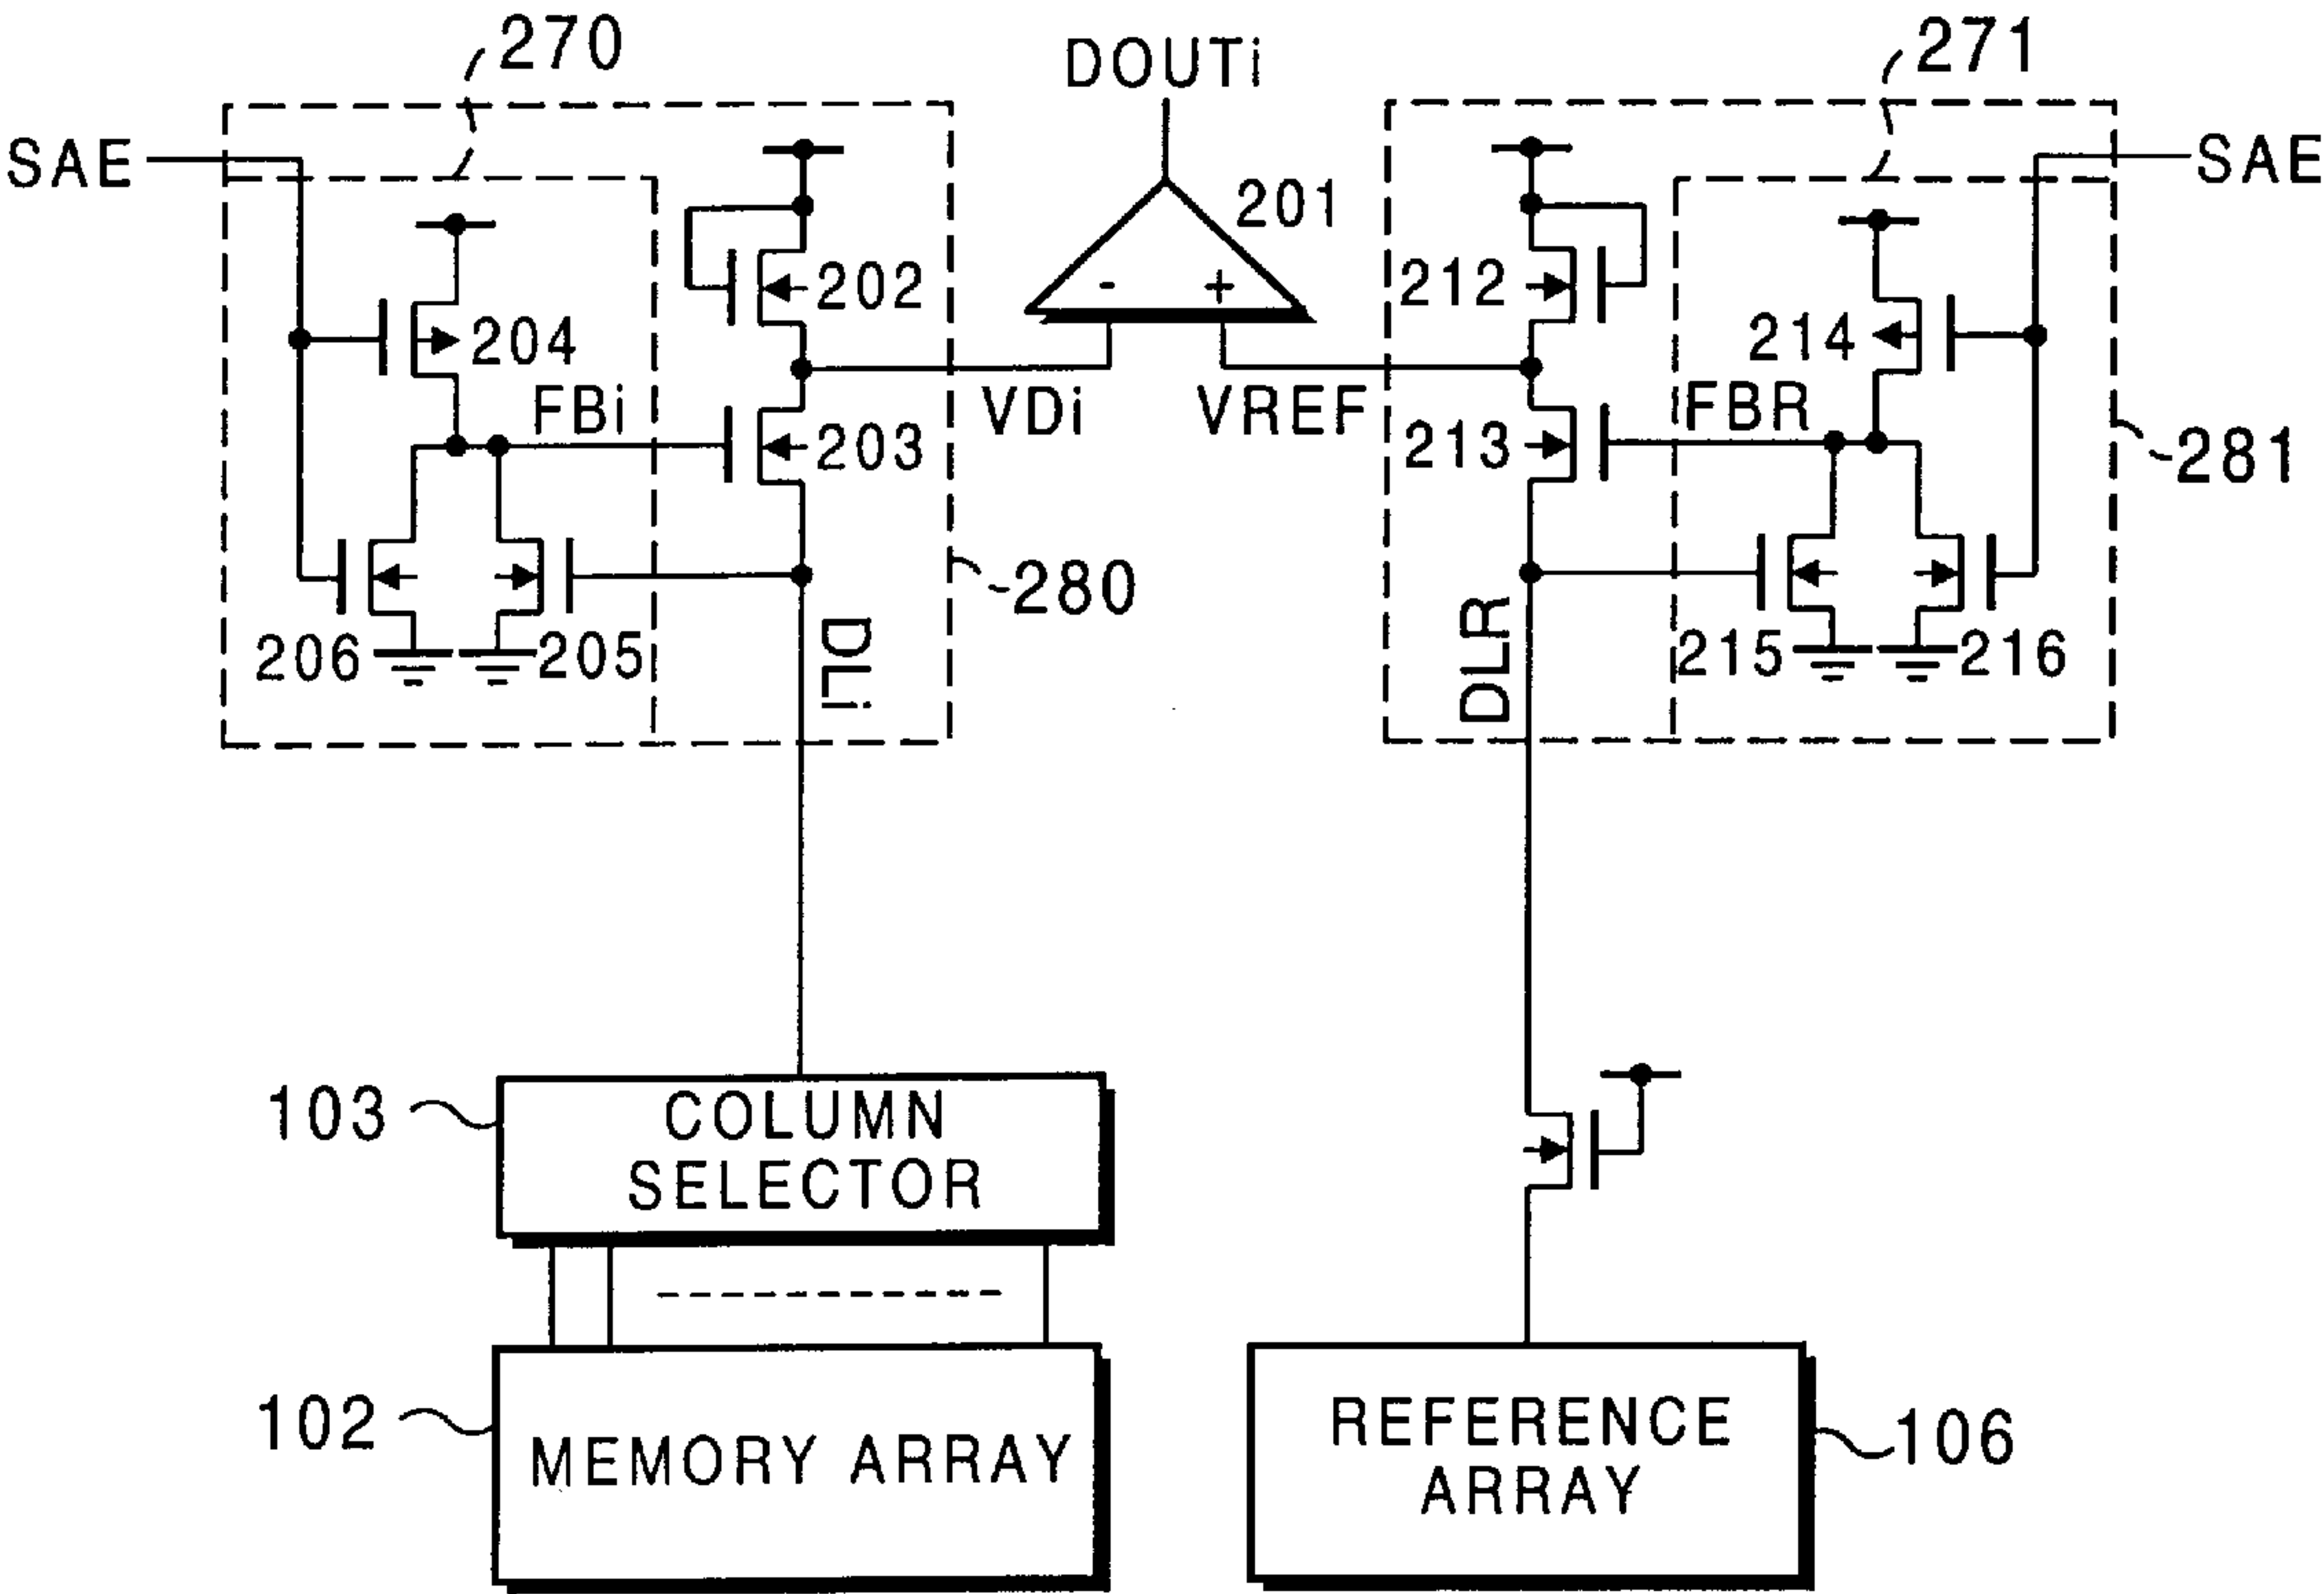 270
DOUTi
271
SAE
SAE
201
202
-
+
212
204
214
FBi
VDi
VREF
FBR
203
213
281
280
206
205
DLi
DLR
215
216
103
COLUMN
SELECTOR
102
MEMORY ARRAY
REFERENCE
ARRAY
106